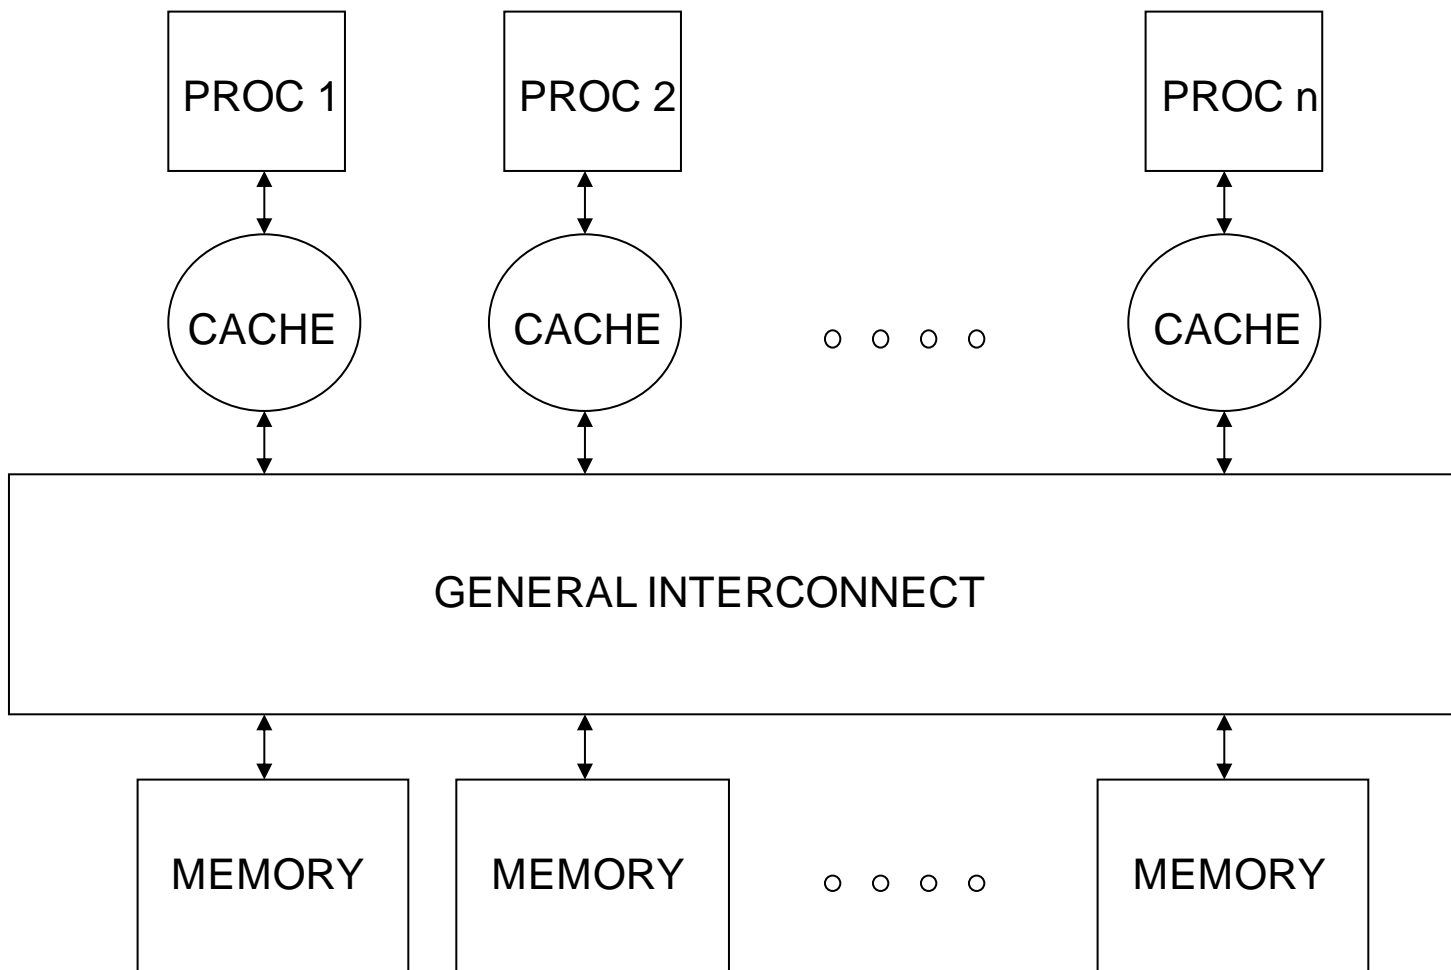 PROC 1
PROC 2
PROC n
CACHE
CACHE
CACHE
GENERAL INTERCONNECT
MEMORY
MEMORY
MEMORY